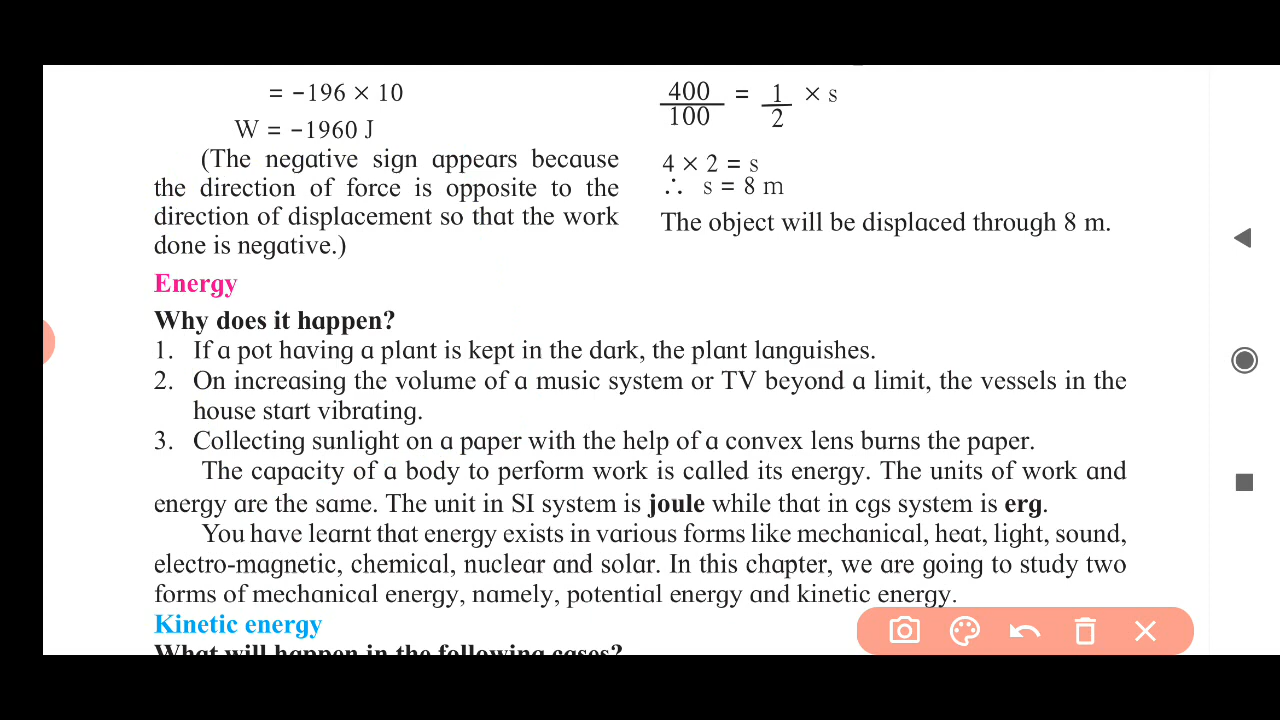 = −196 × 10
W = −1960 J
(The negative sign appears because
the direction of force is opposite to the
direction of displacement so that the work
done is negative.)
400/100 = 1/2 × s
4 × 2 = s
∴ s = 8 m
The object will be displaced through 8 m.
Energy
Why does it happen?
1. If a pot having a plant is kept in the dark, the plant languishes.
2. On increasing the volume of a music system or TV beyond a limit, the vessels in the
house start vibrating.
3. Collecting sunlight on a paper with the help of a convex lens burns the paper.
The capacity of a body to perform work is called its energy. The units of work and
energy are the same. The unit in SI system is joule while that in cgs system is erg.
You have learnt that energy exists in various forms like mechanical, heat, light, sound,
electro-magnetic, chemical, nuclear and solar. In this chapter, we are going to study two
forms of mechanical energy, namely, potential energy and kinetic energy.
Kinetic energy
What will happen in the following cases?